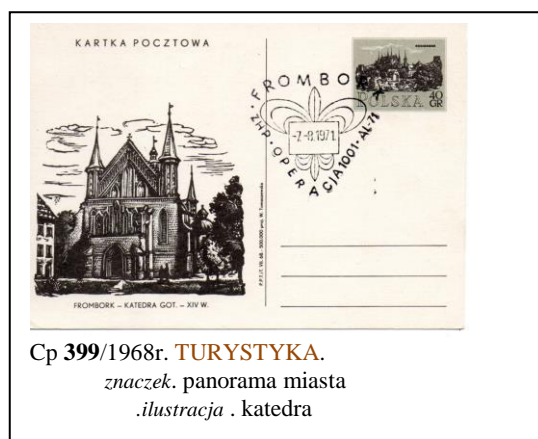 KARTKA POCZTOWA
POLSKA 40 GR
FROMBORK
-7.-8.1971
ZHP·OPERACJA 1001-AL-71
FROMBORK – KATEDRA GOT. – XIV W.
Cp 399/1968r. TURYSTYKA.
znaczek. panorama miasta
.ilustracja . katedra